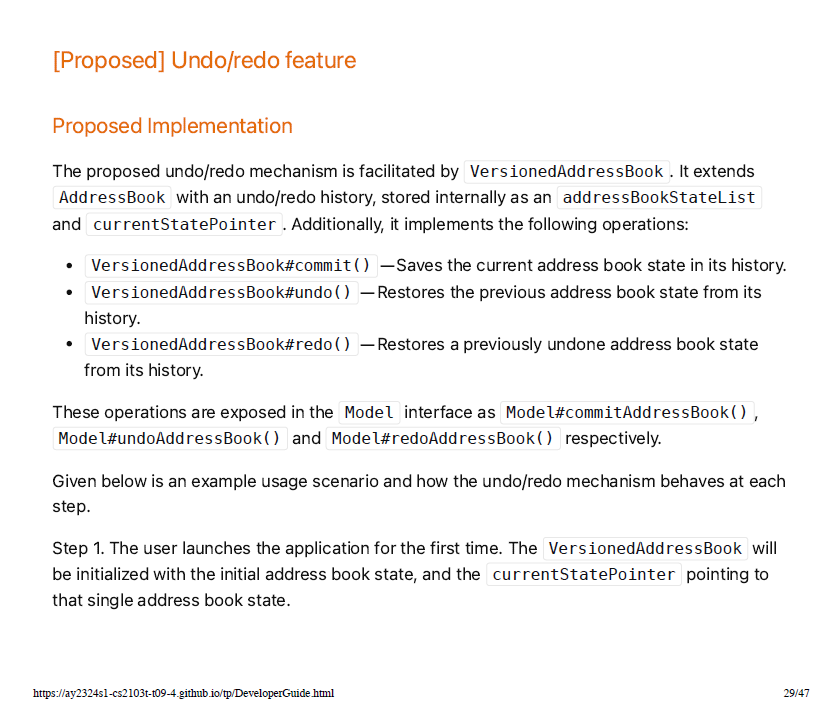 [Proposed] Undo/redo feature
Proposed Implementation
The proposed undo/redo mechanism is facilitated by VersionedAddressBook . It extends
AddressBook with an undo/redo history, stored internally as an addressBookStateList
and currentStatePointer . Additionally, it implements the following operations:
• VersionedAddressBook#commit() — Saves the current address book state in its history.
• VersionedAddressBook#undo() — Restores the previous address book state from its
history.
• VersionedAddressBook#redo() — Restores a previously undone address book state
from its history.
These operations are exposed in the Model interface as Model#commitAddressBook() ,
Model#undoAddressBook() and Model#redoAddressBook() respectively.
Given below is an example usage scenario and how the undo/redo mechanism behaves at each
step.
Step 1. The user launches the application for the first time. The VersionedAddressBook will
be initialized with the initial address book state, and the currentStatePointer pointing to
that single address book state.
https://ay2324s1-cs2103t-t09-4.github.io/tp/DeveloperGuide.html 29/47